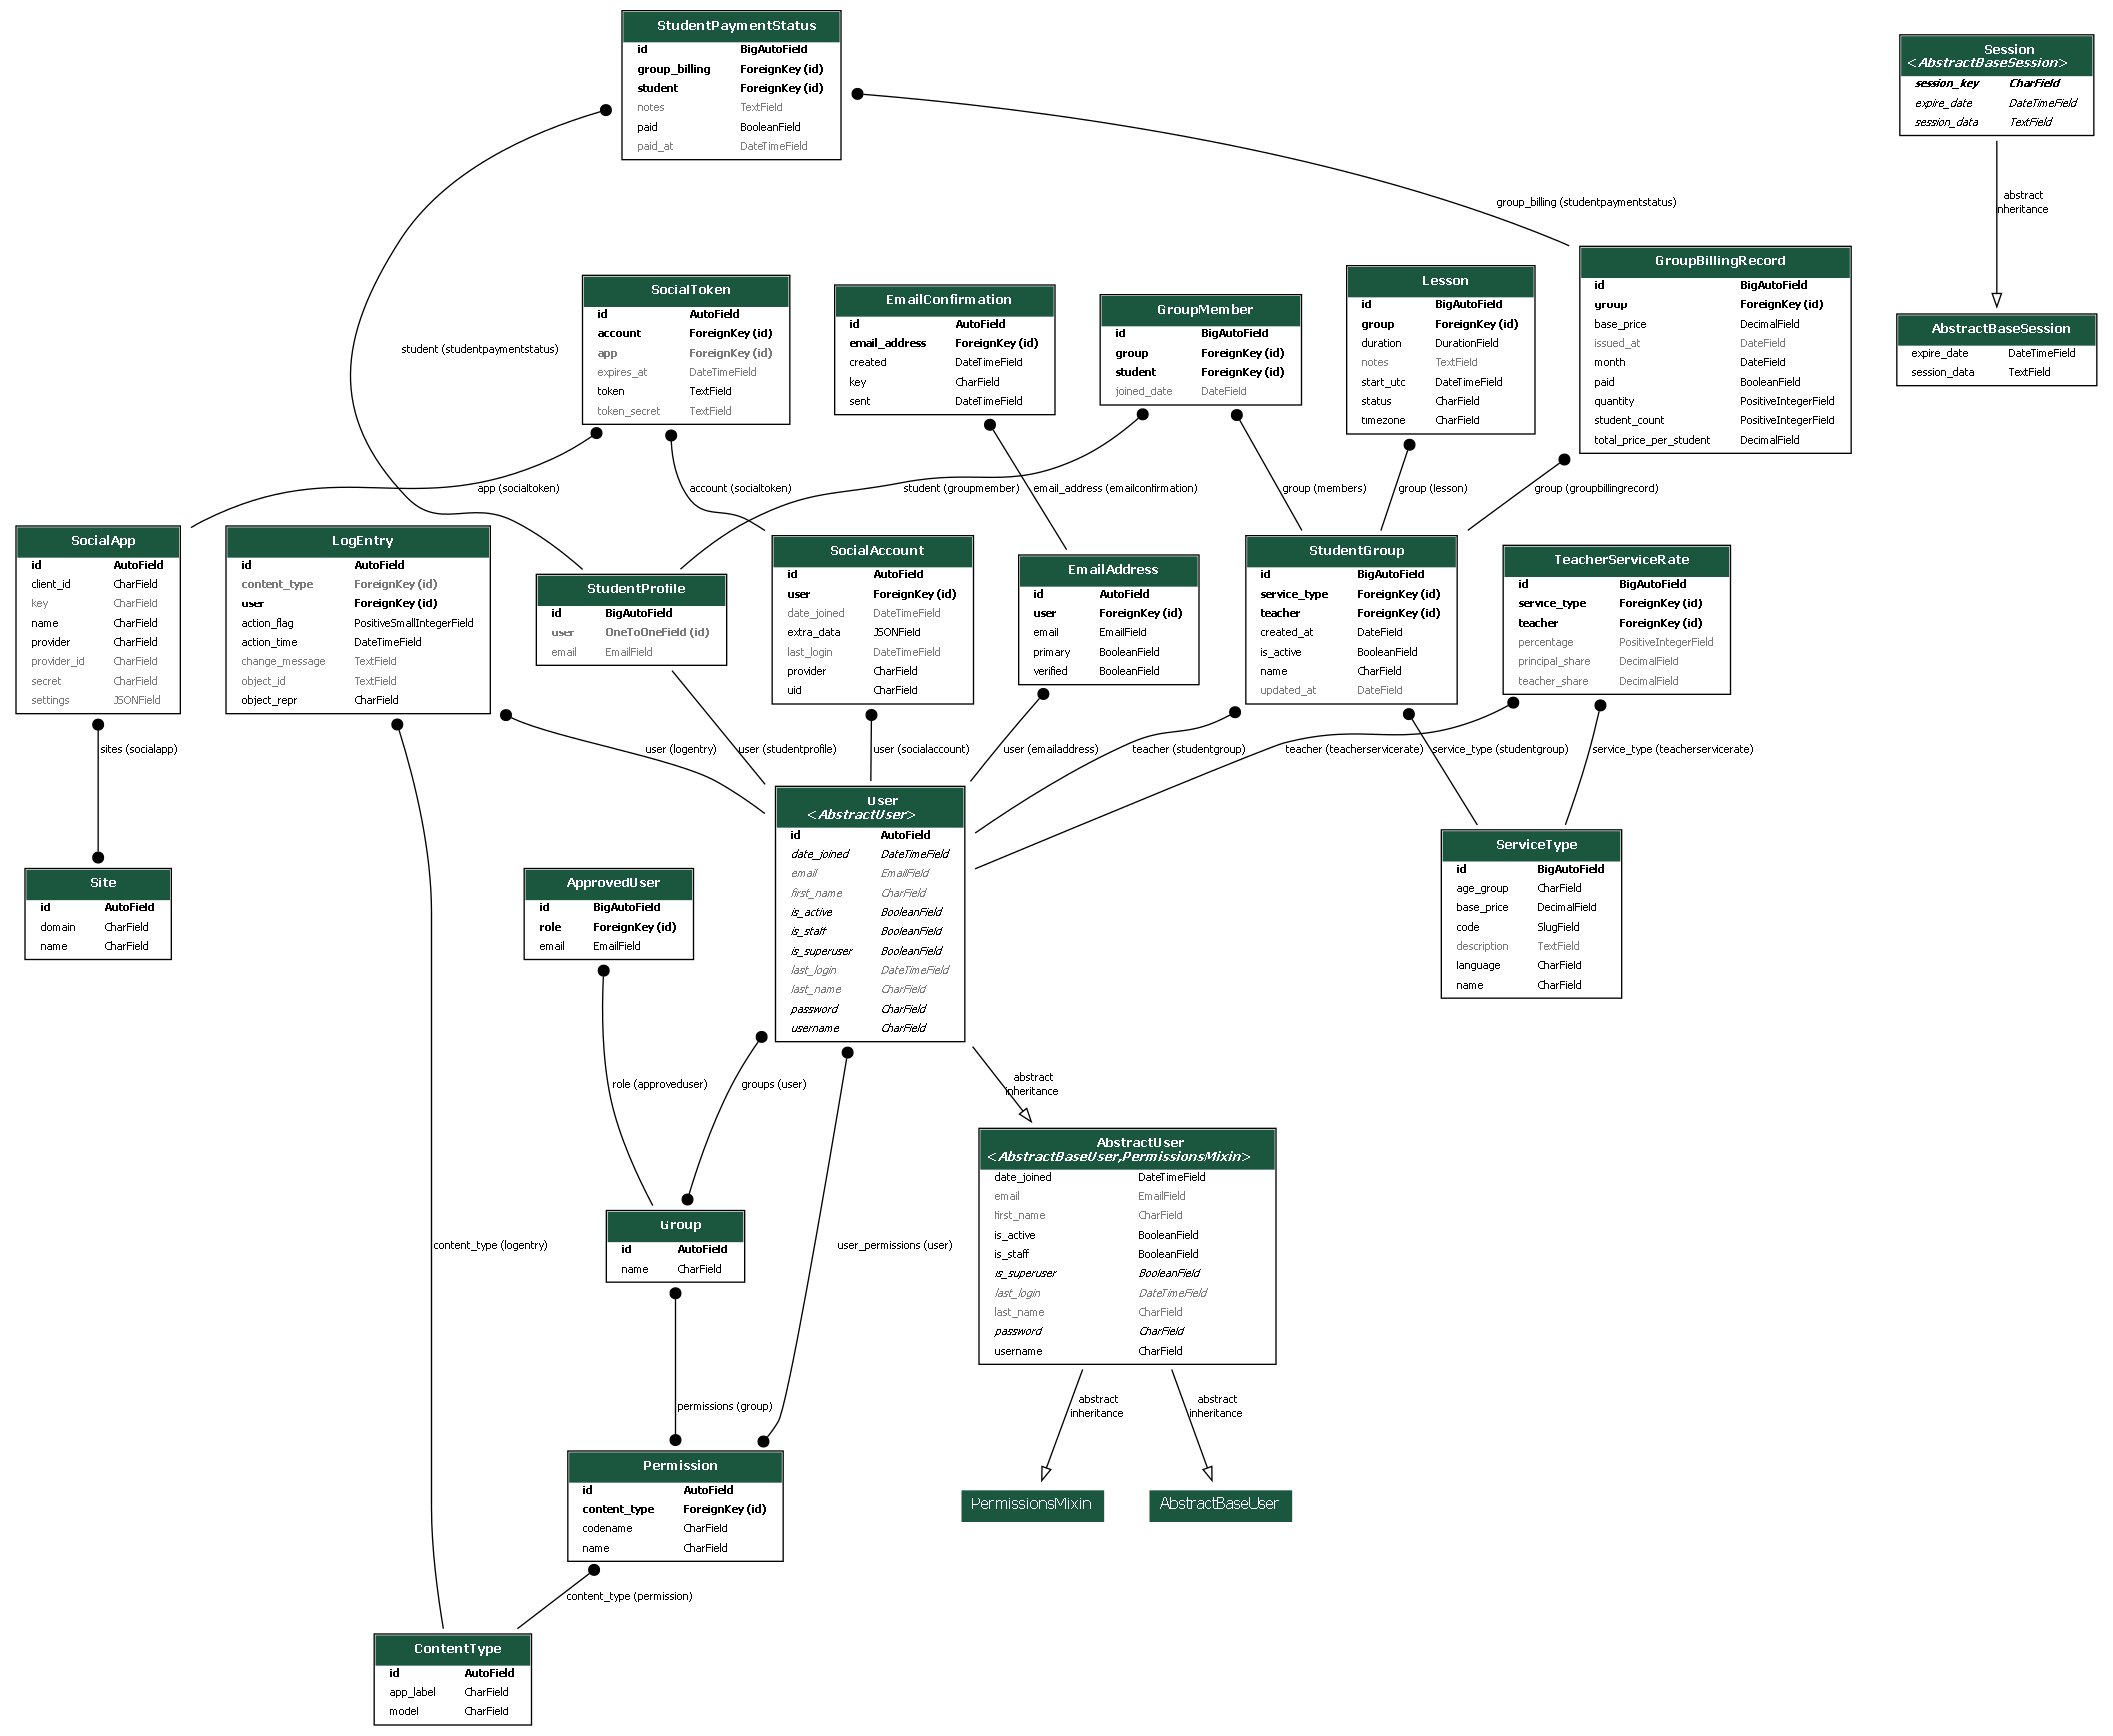 StudentPaymentStatus
id BigAutoField
group_billing ForeignKey (id)
student ForeignKey (id)
notes TextField
paid BooleanField
paid_at DateTimeField
Session
<AbstractBaseSession>
session_key CharField
expire_date DateTimeField
session_data TextField
abstract
inheritance
group_billing (studentpaymentstatus)
AbstractBaseSession
expire_date DateTimeField
session_data TextField
student (studentpaymentstatus)
SocialToken
id AutoField
account ForeignKey (id)
app ForeignKey (id)
expires_at DateTimeField
token TextField
token_secret TextField
EmailConfirmation
id AutoField
email_address ForeignKey (id)
created DateTimeField
key CharField
sent DateTimeField
GroupMember
id BigAutoField
group ForeignKey (id)
student ForeignKey (id)
joined_date DateField
Lesson
id BigAutoField
group ForeignKey (id)
duration DurationField
notes TextField
start_utc DateTimeField
status CharField
timezone CharField
GroupBillingRecord
id BigAutoField
group ForeignKey (id)
base_price DecimalField
issued_at DateField
month DateField
paid BooleanField
quantity PositiveIntegerField
student_count PositiveIntegerField
total_price_per_student DecimalField
app (socialtoken)
account (socialtoken)
student (groupmember)
email_address (emailconfirmation)
group (members)
group (lesson)
group (groupbillingrecord)
SocialApp
id AutoField
client_id CharField
key CharField
name CharField
provider CharField
provider_id CharField
secret CharField
settings JSONField
LogEntry
id AutoField
content_type ForeignKey (id)
user ForeignKey (id)
action_flag PositiveSmallIntegerField
action_time DateTimeField
change_message TextField
object_id TextField
object_repr CharField
StudentProfile
id BigAutoField
user OneToOneField (id)
email EmailField
SocialAccount
id AutoField
user ForeignKey (id)
date_joined DateTimeField
extra_data JSONField
last_login DateTimeField
provider CharField
uid CharField
EmailAddress
id AutoField
user ForeignKey (id)
email EmailField
primary BooleanField
verified BooleanField
StudentGroup
id BigAutoField
service_type ForeignKey (id)
teacher ForeignKey (id)
created_at DateField
is_active BooleanField
name CharField
updated_at DateField
TeacherServiceRate
id BigAutoField
service_type ForeignKey (id)
teacher ForeignKey (id)
percentage PositiveIntegerField
principal_share DecimalField
teacher_share DecimalField
sites (socialapp)
user (logentry)
user (studentprofile)
user (socialaccount)
user (emailaddress)
teacher (studentgroup)
teacher (teacherservicerate)
service_type (studentgroup)
service_type (teacherservicerate)
Site
id AutoField
domain CharField
name CharField
ApprovedUser
id BigAutoField
role ForeignKey (id)
email EmailField
User
<AbstractUser>
id AutoField
date_joined DateTimeField
email EmailField
first_name CharField
is_active BooleanField
is_staff BooleanField
is_superuser BooleanField
last_login DateTimeField
last_name CharField
password CharField
username CharField
ServiceType
id BigAutoField
age_group CharField
base_price DecimalField
code SlugField
description TextField
language CharField
name CharField
role (approveduser)
groups (user)
abstract
inheritance
content_type (logentry)
Group
id AutoField
name CharField
user_permissions (user)
AbstractUser
<AbstractBaseUser,PermissionsMixin>
date_joined DateTimeField
email EmailField
first_name CharField
is_active BooleanField
is_staff BooleanField
is_superuser BooleanField
last_login DateTimeField
last_name CharField
password CharField
username CharField
permissions (group)
abstract
inheritance
abstract
inheritance
Permission
id AutoField
content_type ForeignKey (id)
codename CharField
name CharField
PermissionsMixin
AbstractBaseUser
content_type (permission)
ContentType
id AutoField
app_label CharField
model CharField